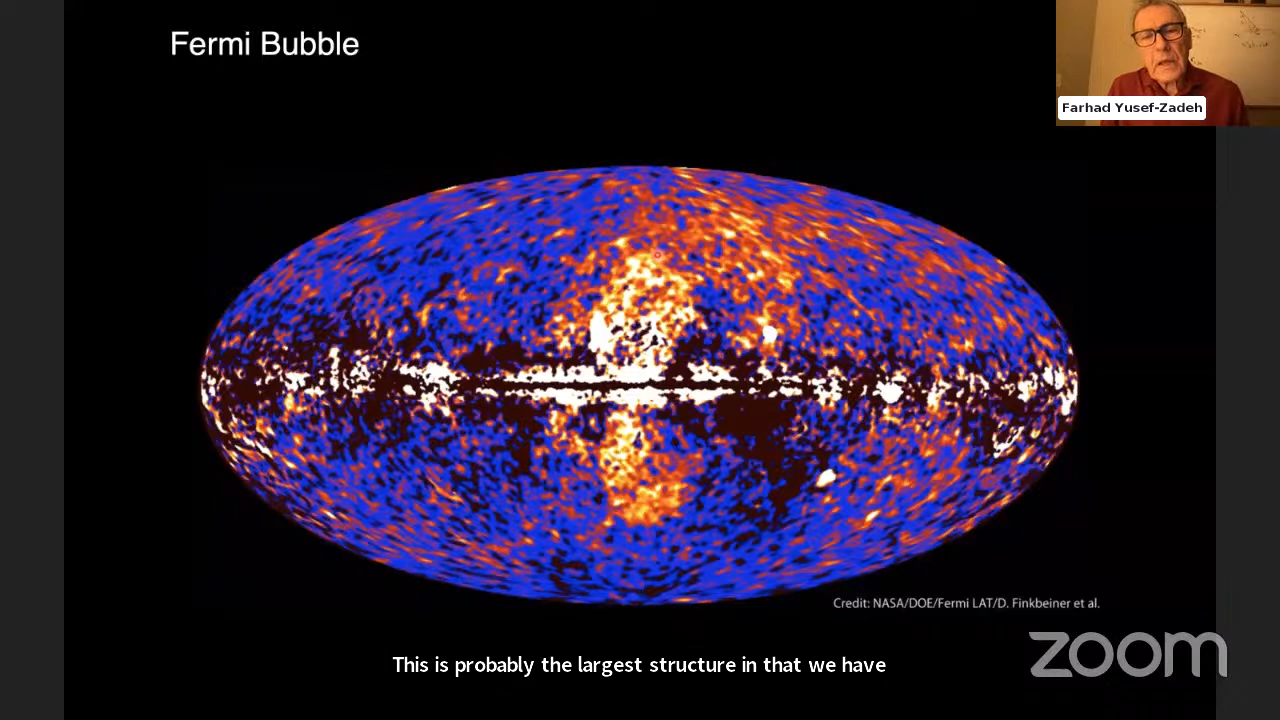 Fermi Bubble
Farhad Yusef-Zadeh
Credit: NASA/DOE/Fermi LAT/D. Finkbeiner et al.
This is probably the largest structure in that we have
zoom